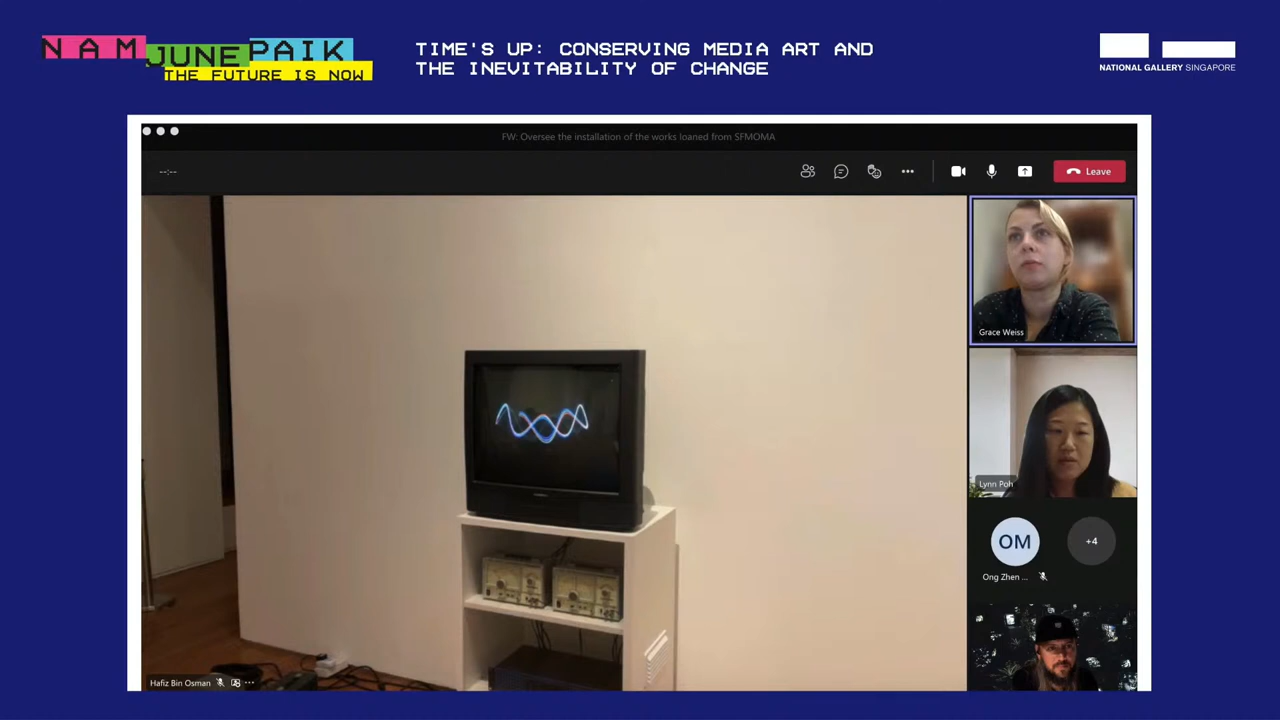 NAM JUNE PAIK
THE FUTURE IS NOW
TIME'S UP: CONSERVING MEDIA ART AND
THE INEVITABILITY OF CHANGE
NATIONAL GALLERY SINGAPORE
FW: Oversee the installation of the works loaned from SFMOMA
--:--
Leave
Grace Weiss
Lynn Poh
OM
+4
Ong Zhen ...
Hafiz Bin Osman